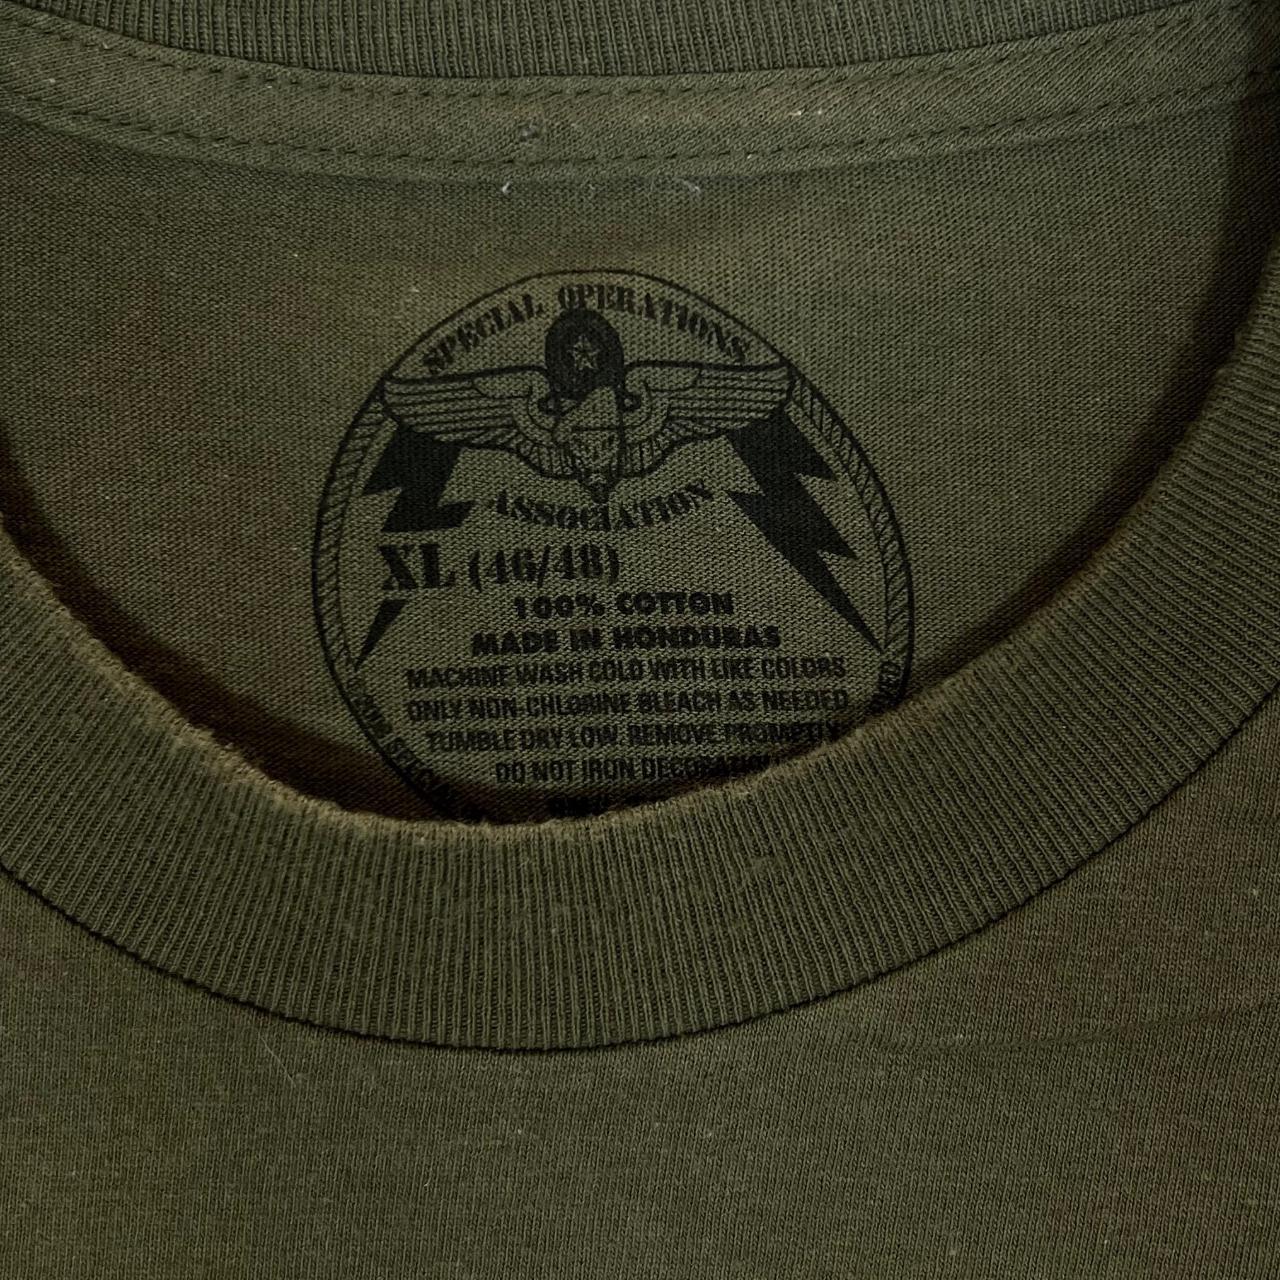 SPECIAL OPERATIONS
ASSOCIATION
XL (46/48)
100% COTTON
MADE IN HONDURAS
MACHINE WASH COLD WITH LIKE COLORS
ONLY NON-CHLORINE BLEACH AS NEEDED
TUMBLE DRY LOW. REMOVE PROMPTLY
DO NOT IRON DECORATION